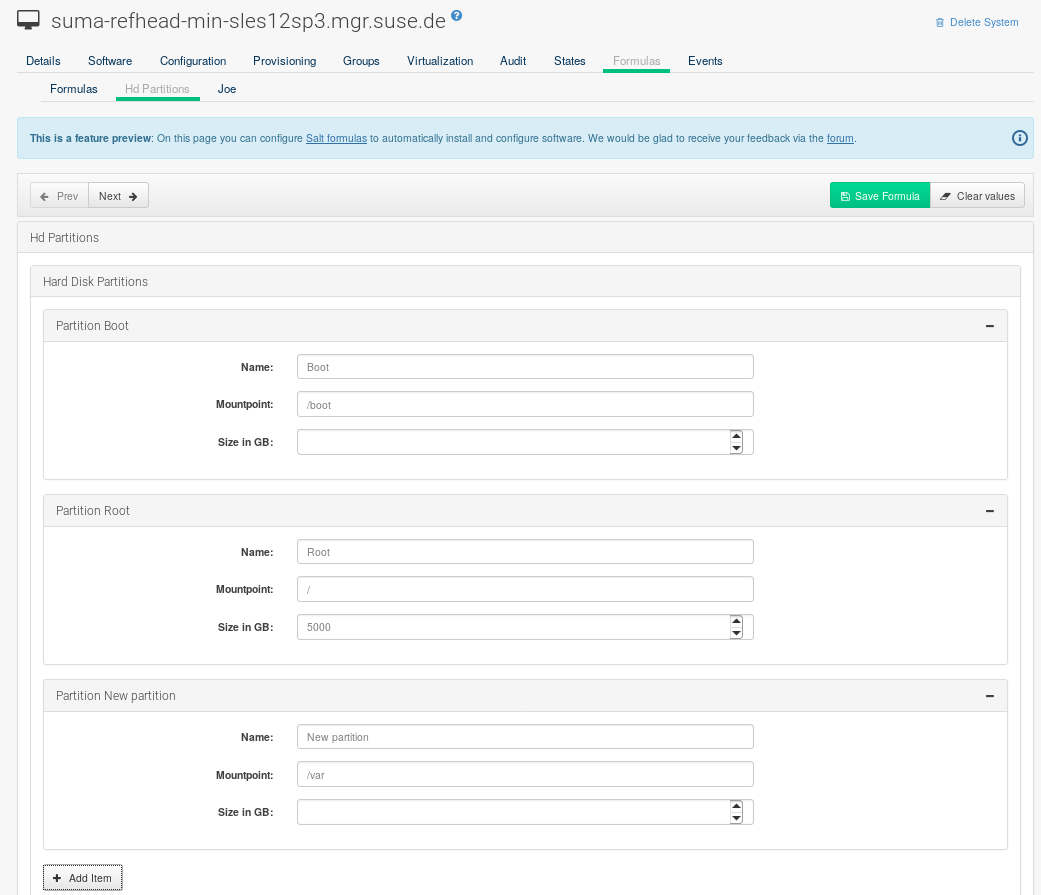 suma-refhead-min-sles12sp3.mgr.suse.de ?
Delete System
Details Software Configuration Provisioning Groups Virtualization Audit States Formulas Events
Formulas Hd Partitions Joe
This is a feature preview: On this page you can configure Salt formulas to automatically install and configure software. We would be glad to receive your feedback via the forum.
Prev Next Save Formula Clear values
Hd Partitions
Hard Disk Partitions
Partition Boot
Name: Boot
Mountpoint: /boot
Size in GB:
Partition Root
Name: Root
Mountpoint: /
Size in GB: 5000
Partition New partition
Name: New partition
Mountpoint: /var
Size in GB:
+ Add Item